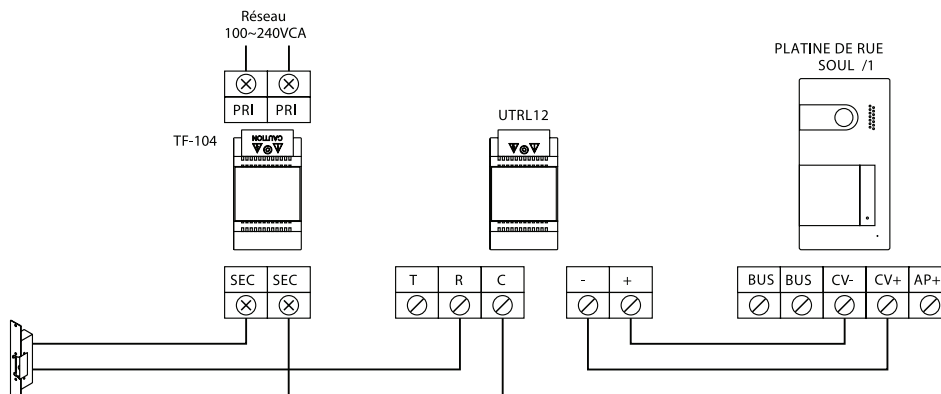 Réseau
100~240VCA
PRI PRI
TF-104
CAUTION
SEC SEC
UTRL12
T R C
- +
PLATINE DE RUE
SOUL /1
BUS BUS CV- CV+ AP+